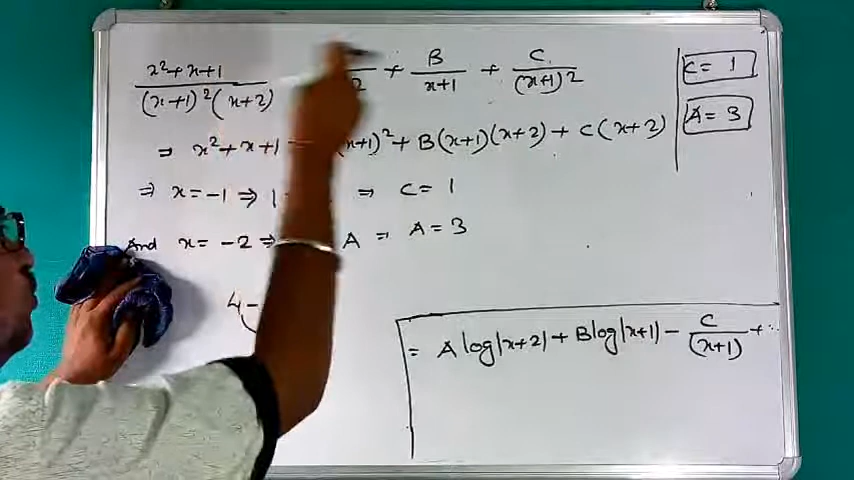 x²+x+1 / (x+1)²(x+2) 2 + B / x+1 + C / (x+1)²
C = 1
A = 3
⇒ x²+x+1 = (x+1)² + B(x+1)(x+2) + C(x+2)
⇒ x = -1 ⇒ 1 ⇒ C = 1
And x = -2 ⇒ A ⇒ A = 3
4 -
= A log|x+2| + B log|x+1| - C / (x+1) + ..